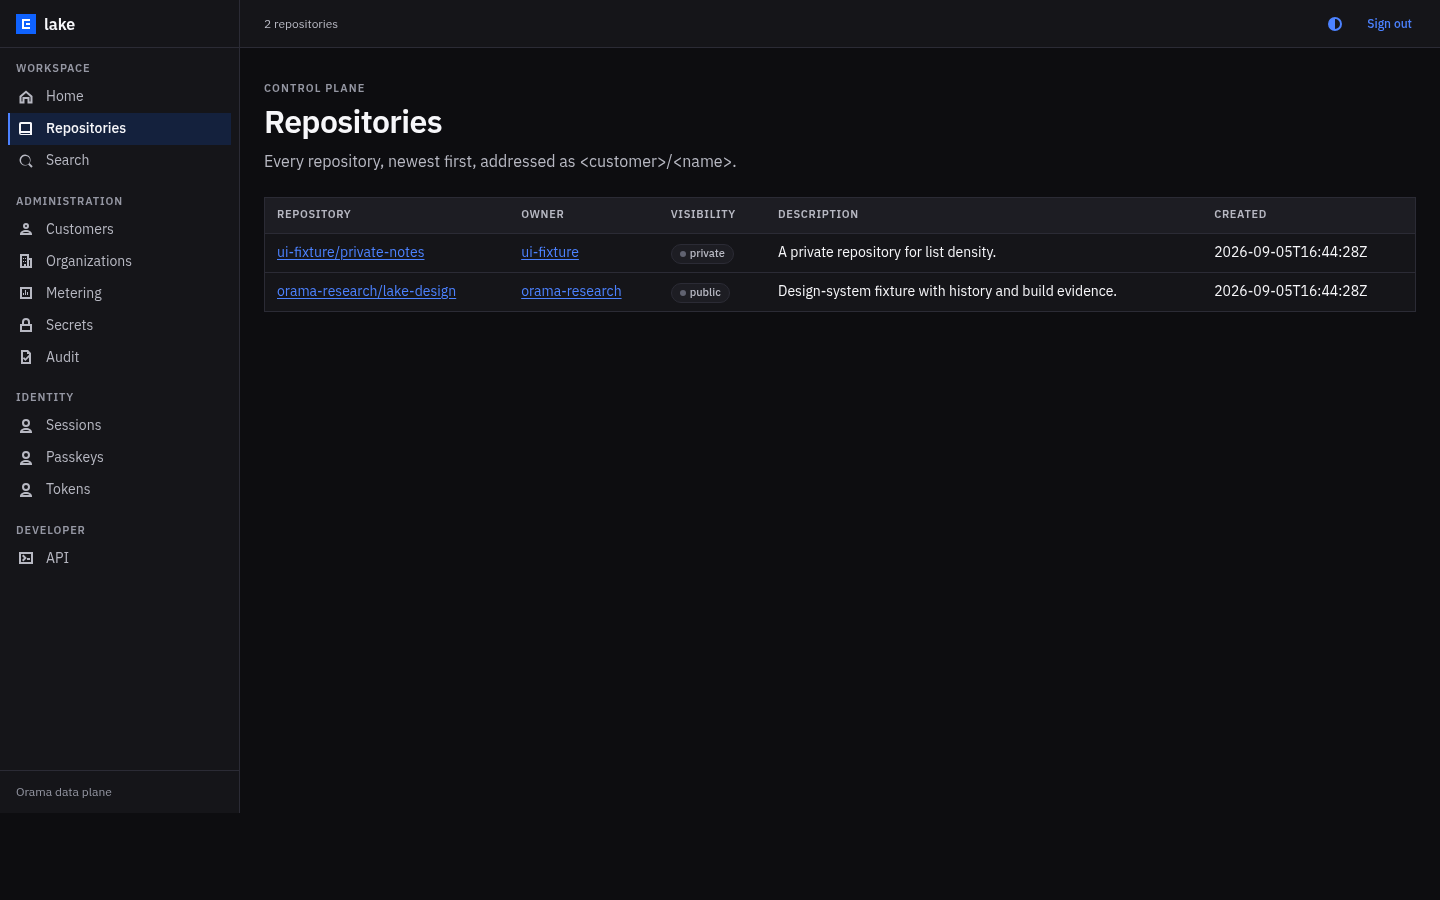 lake
2 repositories
Sign out
WORKSPACE
Home
Repositories
Search
ADMINISTRATION
Customers
Organizations
Metering
Secrets
Audit
IDENTITY
Sessions
Passkeys
Tokens
DEVELOPER
API
Orama data plane
CONTROL PLANE
Repositories
Every repository, newest first, addressed as <customer>/<name>.
REPOSITORY OWNER VISIBILITY DESCRIPTION CREATED
ui-fixture/private-notes ui-fixture private A private repository for list density. 2026-09-05T16:44:28Z
orama-research/lake-design orama-research public Design-system fixture with history and build evidence. 2026-09-05T16:44:28Z